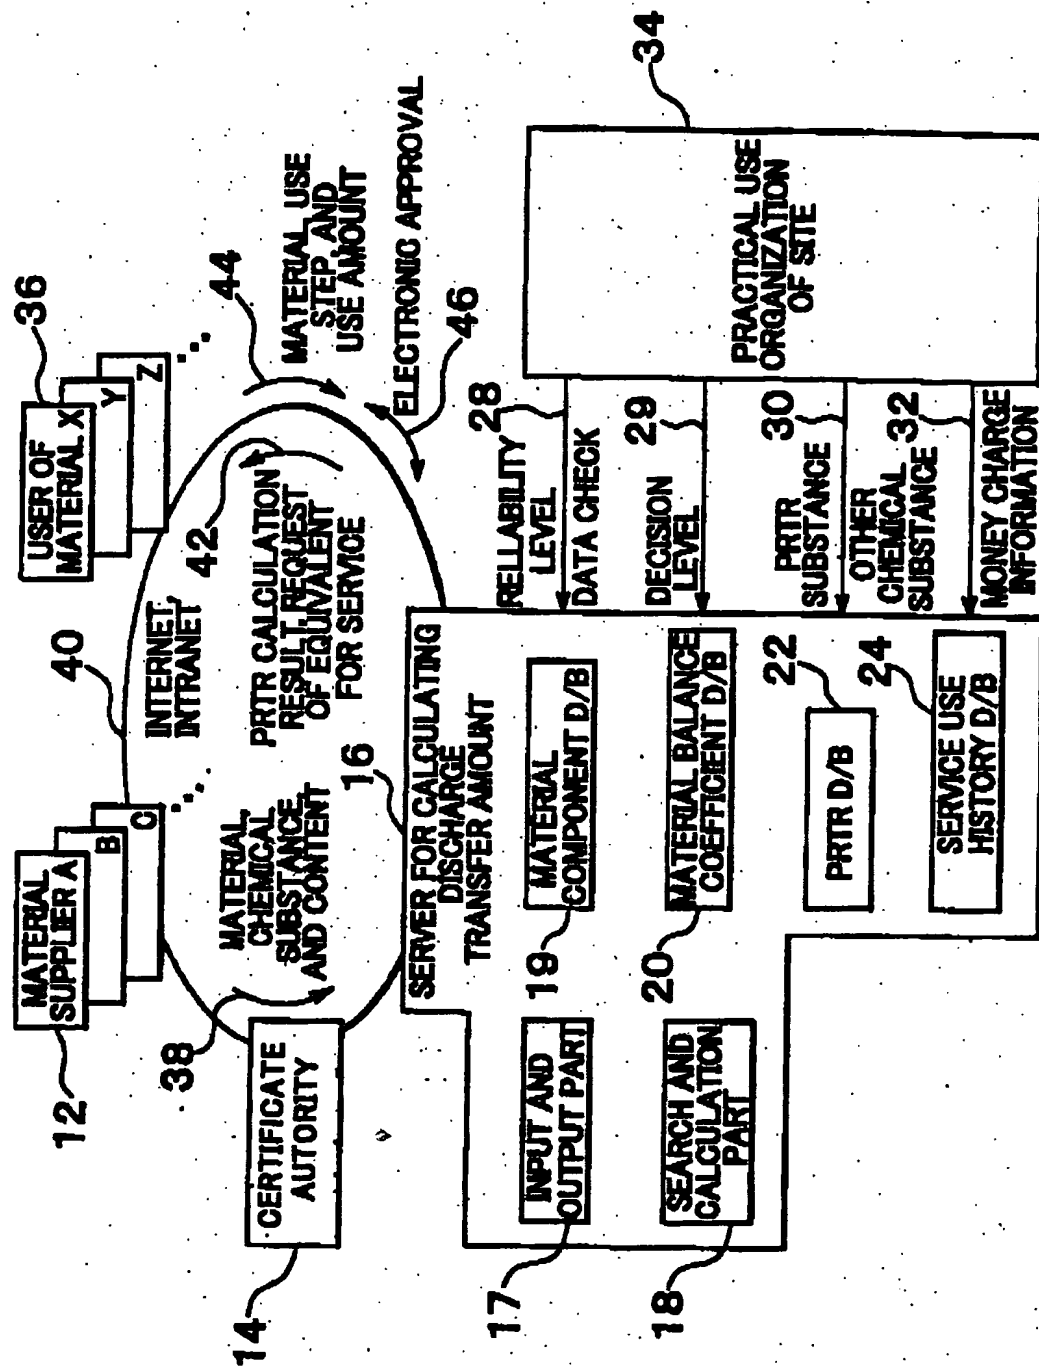 12
MATERIAL
SUPPLIER A
B
C
40
INTERNET,
INTRANET
36
USER OF
MATERIAL X
Y
Z
14
CERTIFICATE
AUTORITY
38
MATERIAL,
CHEMICAL
SUBSTANCE,
AND CONTENT
42
PRTR CALCULATION
RESULT, REQUEST
OF EQUIVALENT
FOR SERVICE
44
MATERIAL, USE
STEP, AND
USE AMOUNT
ELECTRONIC APPROVAL
46
16
SERVER FOR CALCULATING
DISCHARGE
TRANSFER AMOUNT
17
INPUT AND
OUTPUT PART
18
SEARCH AND
CALCULATION
PART
19
MATERIAL
COMPONENT D/B
20
MATERIAL BALANCE
COEFFICIENT D/B
22
PRTR D/B
24
SERVICE USE
HISTORY D/B
RELLABILITY
LEVEL
28
DATA CHECK
DECISION
LEVEL
29
PRTR
SUBSTANCE
30
OTHER
CHEMICAL
SUBSTANCE
32
MONEY CHARGE
INFORMATION
34
PRACTICAL USE
ORGANIZATION
OF SITE